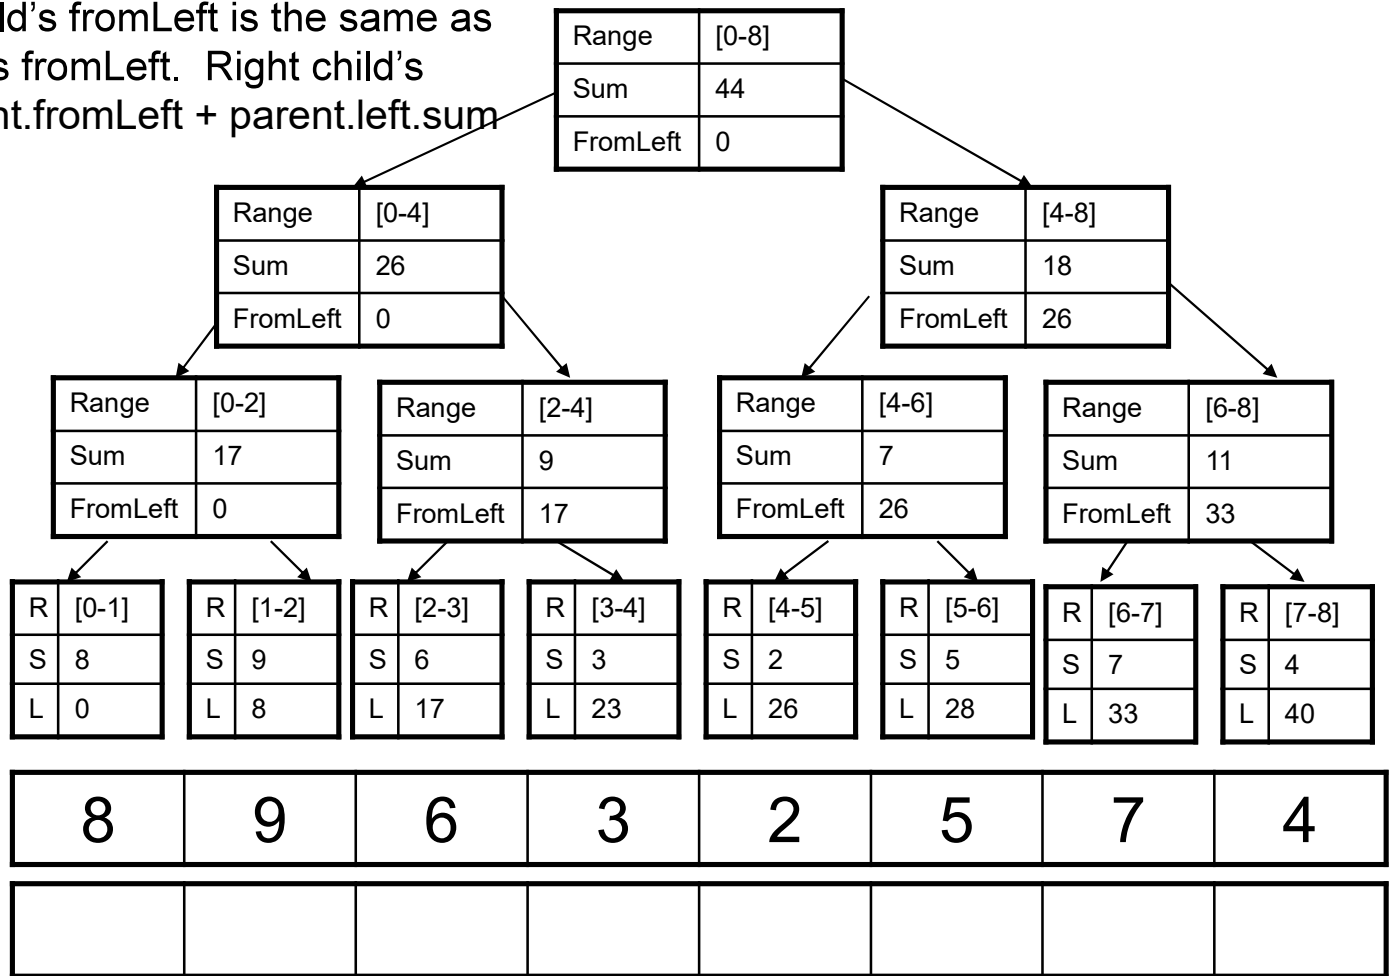 ld's fromLeft is the same as
s fromLeft. Right child's
nt.fromLeft + parent.left.sum
Range [0-8]
Sum 44
FromLeft 0
Range [0-4]
Sum 26
FromLeft 0
Range [4-8]
Sum 18
FromLeft 26
Range [0-2]
Sum 17
FromLeft 0
Range [2-4]
Sum 9
FromLeft 17
Range [4-6]
Sum 7
FromLeft 26
Range [6-8]
Sum 11
FromLeft 33
R [0-1]
S 8
L 0
R [1-2]
S 9
L 8
R [2-3]
S 6
L 17
R [3-4]
S 3
L 23
R [4-5]
S 2
L 26
R [5-6]
S 5
L 28
R [6-7]
S 7
L 33
R [7-8]
S 4
L 40
8 9 6 3 2 5 7 4